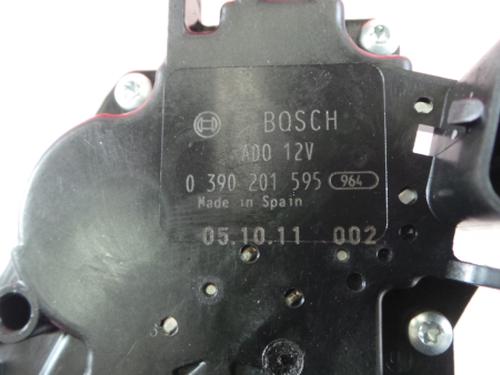 BOSCH
ADO 12V
0 390 201 595 964
Made in Spain
05.10.11 002